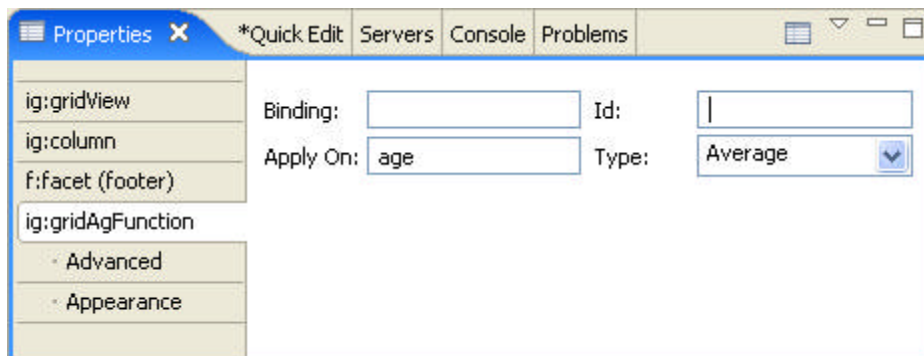 Properties *Quick Edit Servers Console Problems
ig:gridView
ig:column
f:facet (footer)
ig:gridAgFunction
· Advanced
· Appearance
Binding: Id:
Apply On: age Type: Average